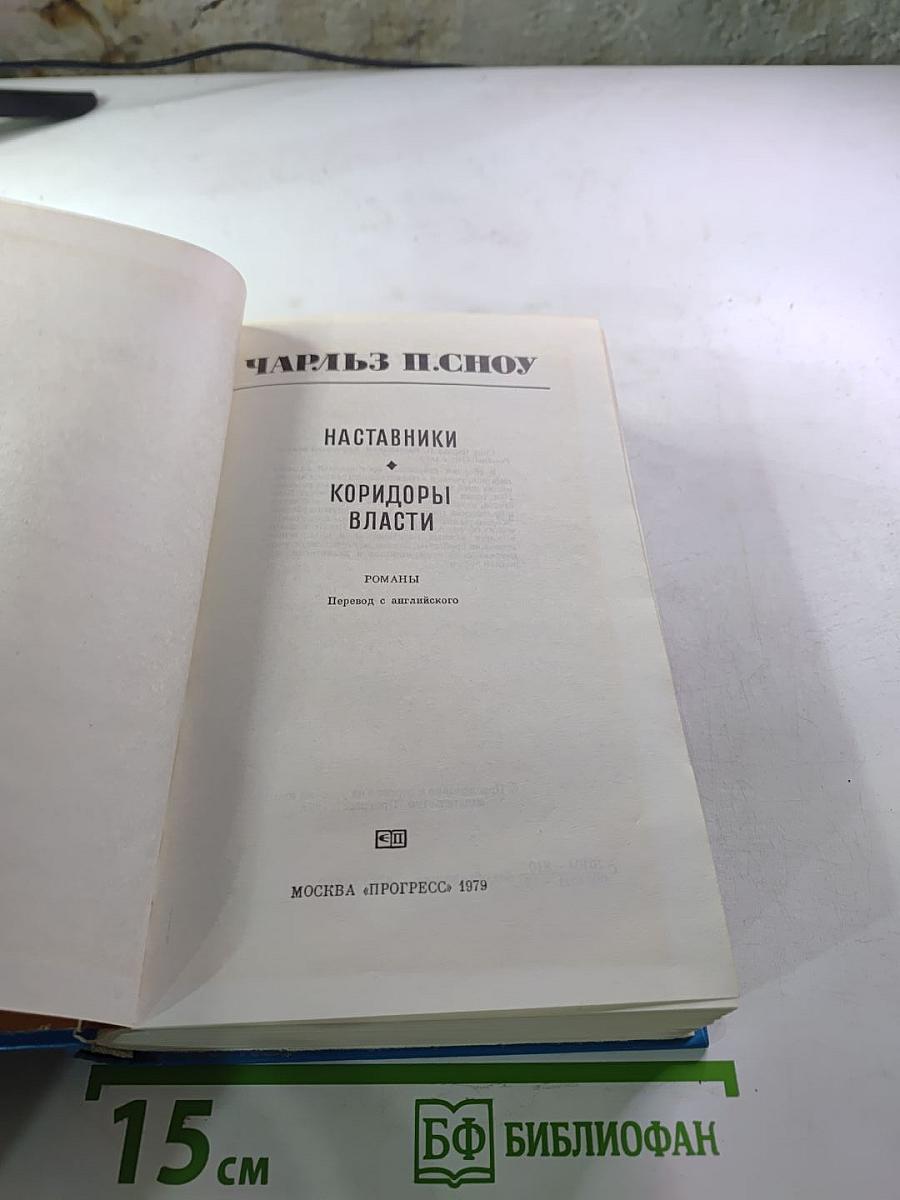 ЧАРЛЬЗ П. СНОУ
НАСТАВНИКИ
КОРИДОРЫ
ВЛАСТИ
РОМАНЫ
Перевод с английского
МОСКВА «ПРОГРЕСС» 1979
15 см
БФ БИБЛИОФАН